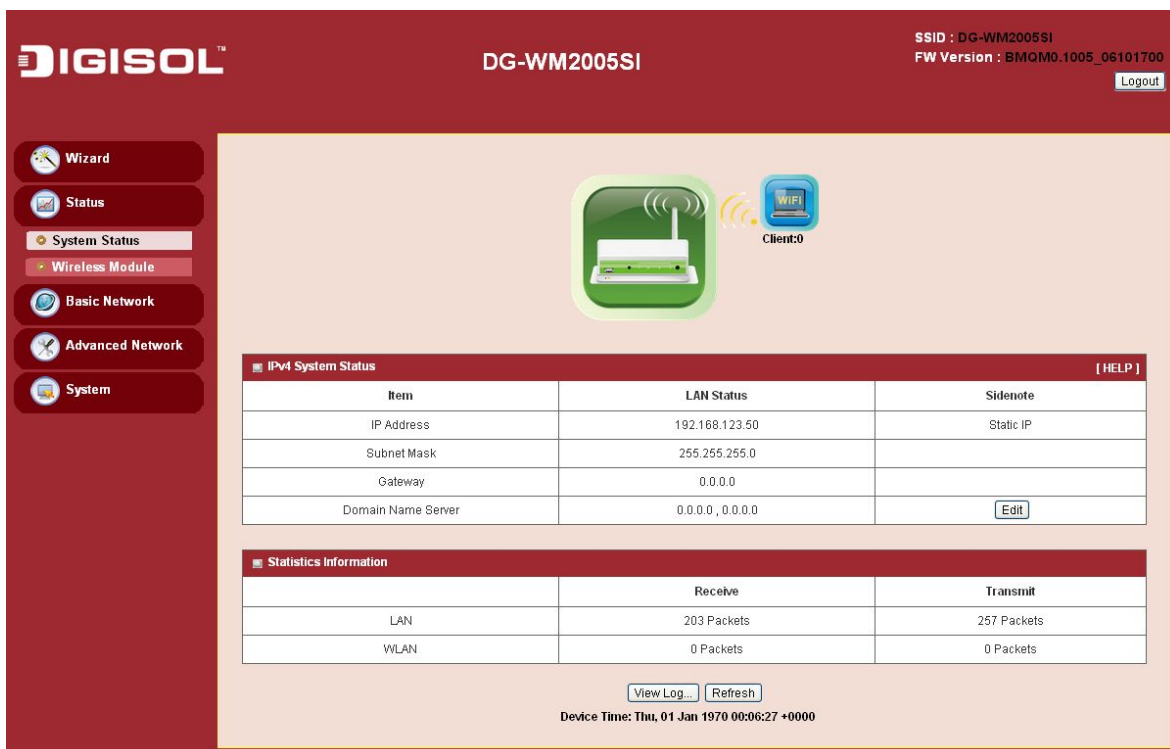 DIGISOL™
DG-WM2005SI
SSID : DG-WM2005SI
FW Version : BMQM0.1005_06101700
Logout
Wizard
Status
System Status
Wireless Module
Basic Network
Advanced Network
System
WiFi
Client:0
IPv4 System Status [ HELP ]
Item LAN Status Sidenote
IP Address 192.168.123.50 Static IP
Subnet Mask 255.255.255.0
Gateway 0.0.0.0
Domain Name Server 0.0.0.0 , 0.0.0.0 Edit
Statistics Information
Receive Transmit
LAN 203 Packets 257 Packets
WLAN 0 Packets 0 Packets
View Log... Refresh
Device Time: Thu, 01 Jan 1970 00:06:27 +0000